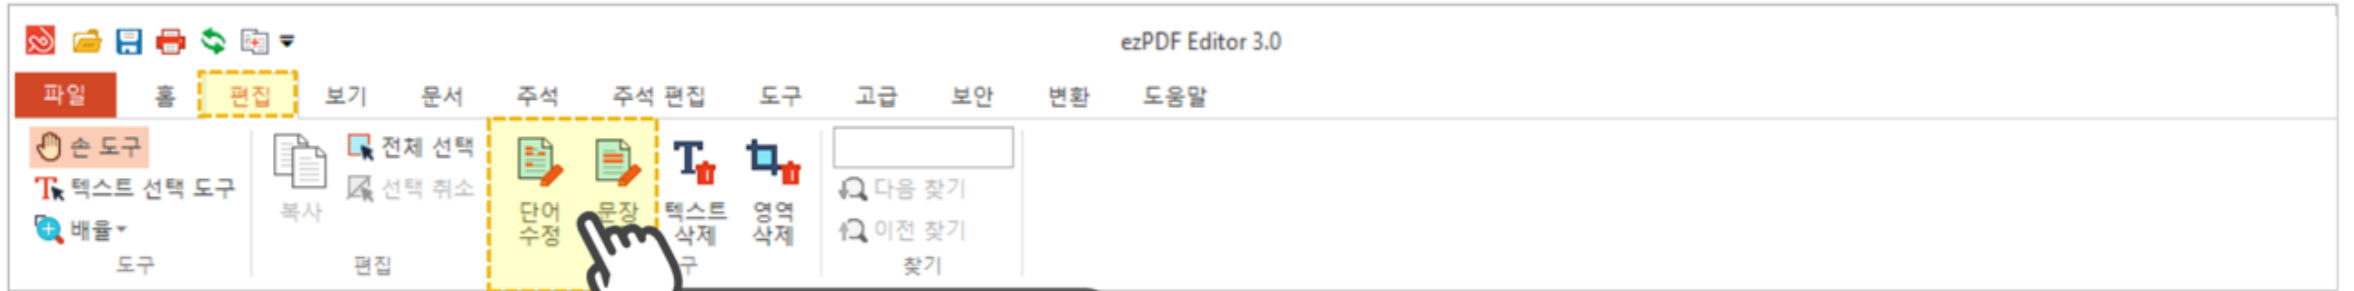 ezPDF Editor 3.0
파일 홈 편집 보기 문서 주석 주석 편집 도구 고급 보안 변환 도움말
손 도구
텍스트 선택 도구
배율
도구
복사
전체 선택
선택 취소
편집
단어
수정
문장
텍스트
삭제
영역
삭제
구
다음 찾기
이전 찾기
찾기